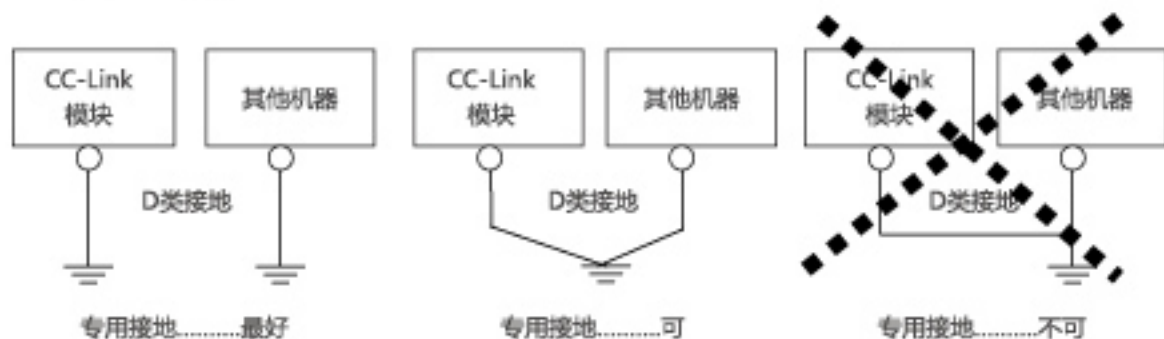 CC-Link
模块
其他机器
D类接地
专用接地..........最好
CC-Link
模块
其他机器
D类接地
专用接地..........可
CC-Link
模块
其他机器
D类接地
专用接地..........不可